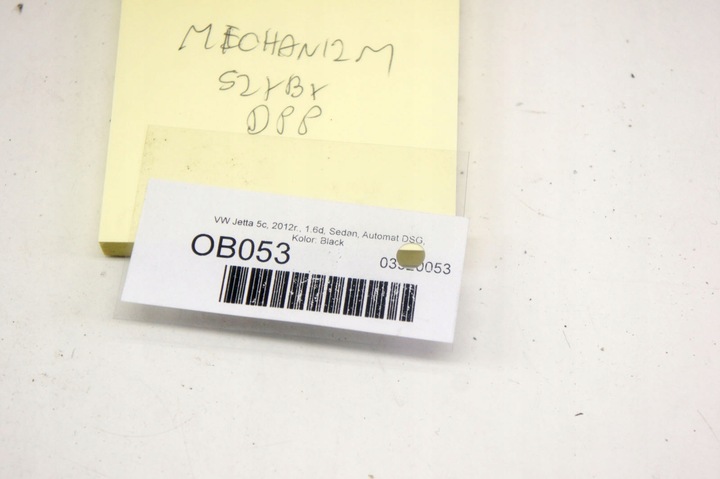 MECHANIZM
SZYBY
DPP
VW Jetta 5c, 2012r., 1.6d, Sedan, Automat DSG,
Kolor: Black
OB053